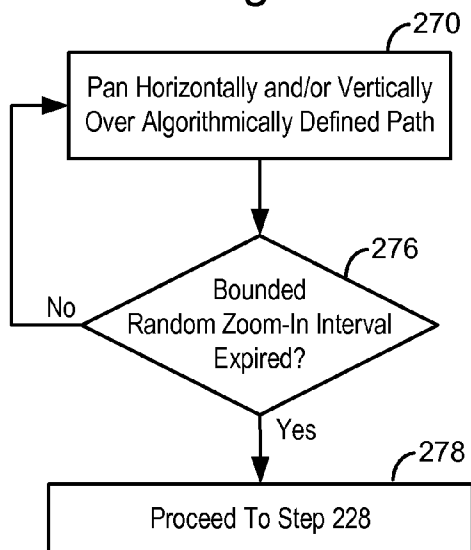 270
Pan Horizontally and/or Vertically
Over Algorithmically Defined Path
276
Bounded
Random Zoom-In Interval
Expired?
No
Yes
278
Proceed To Step 228